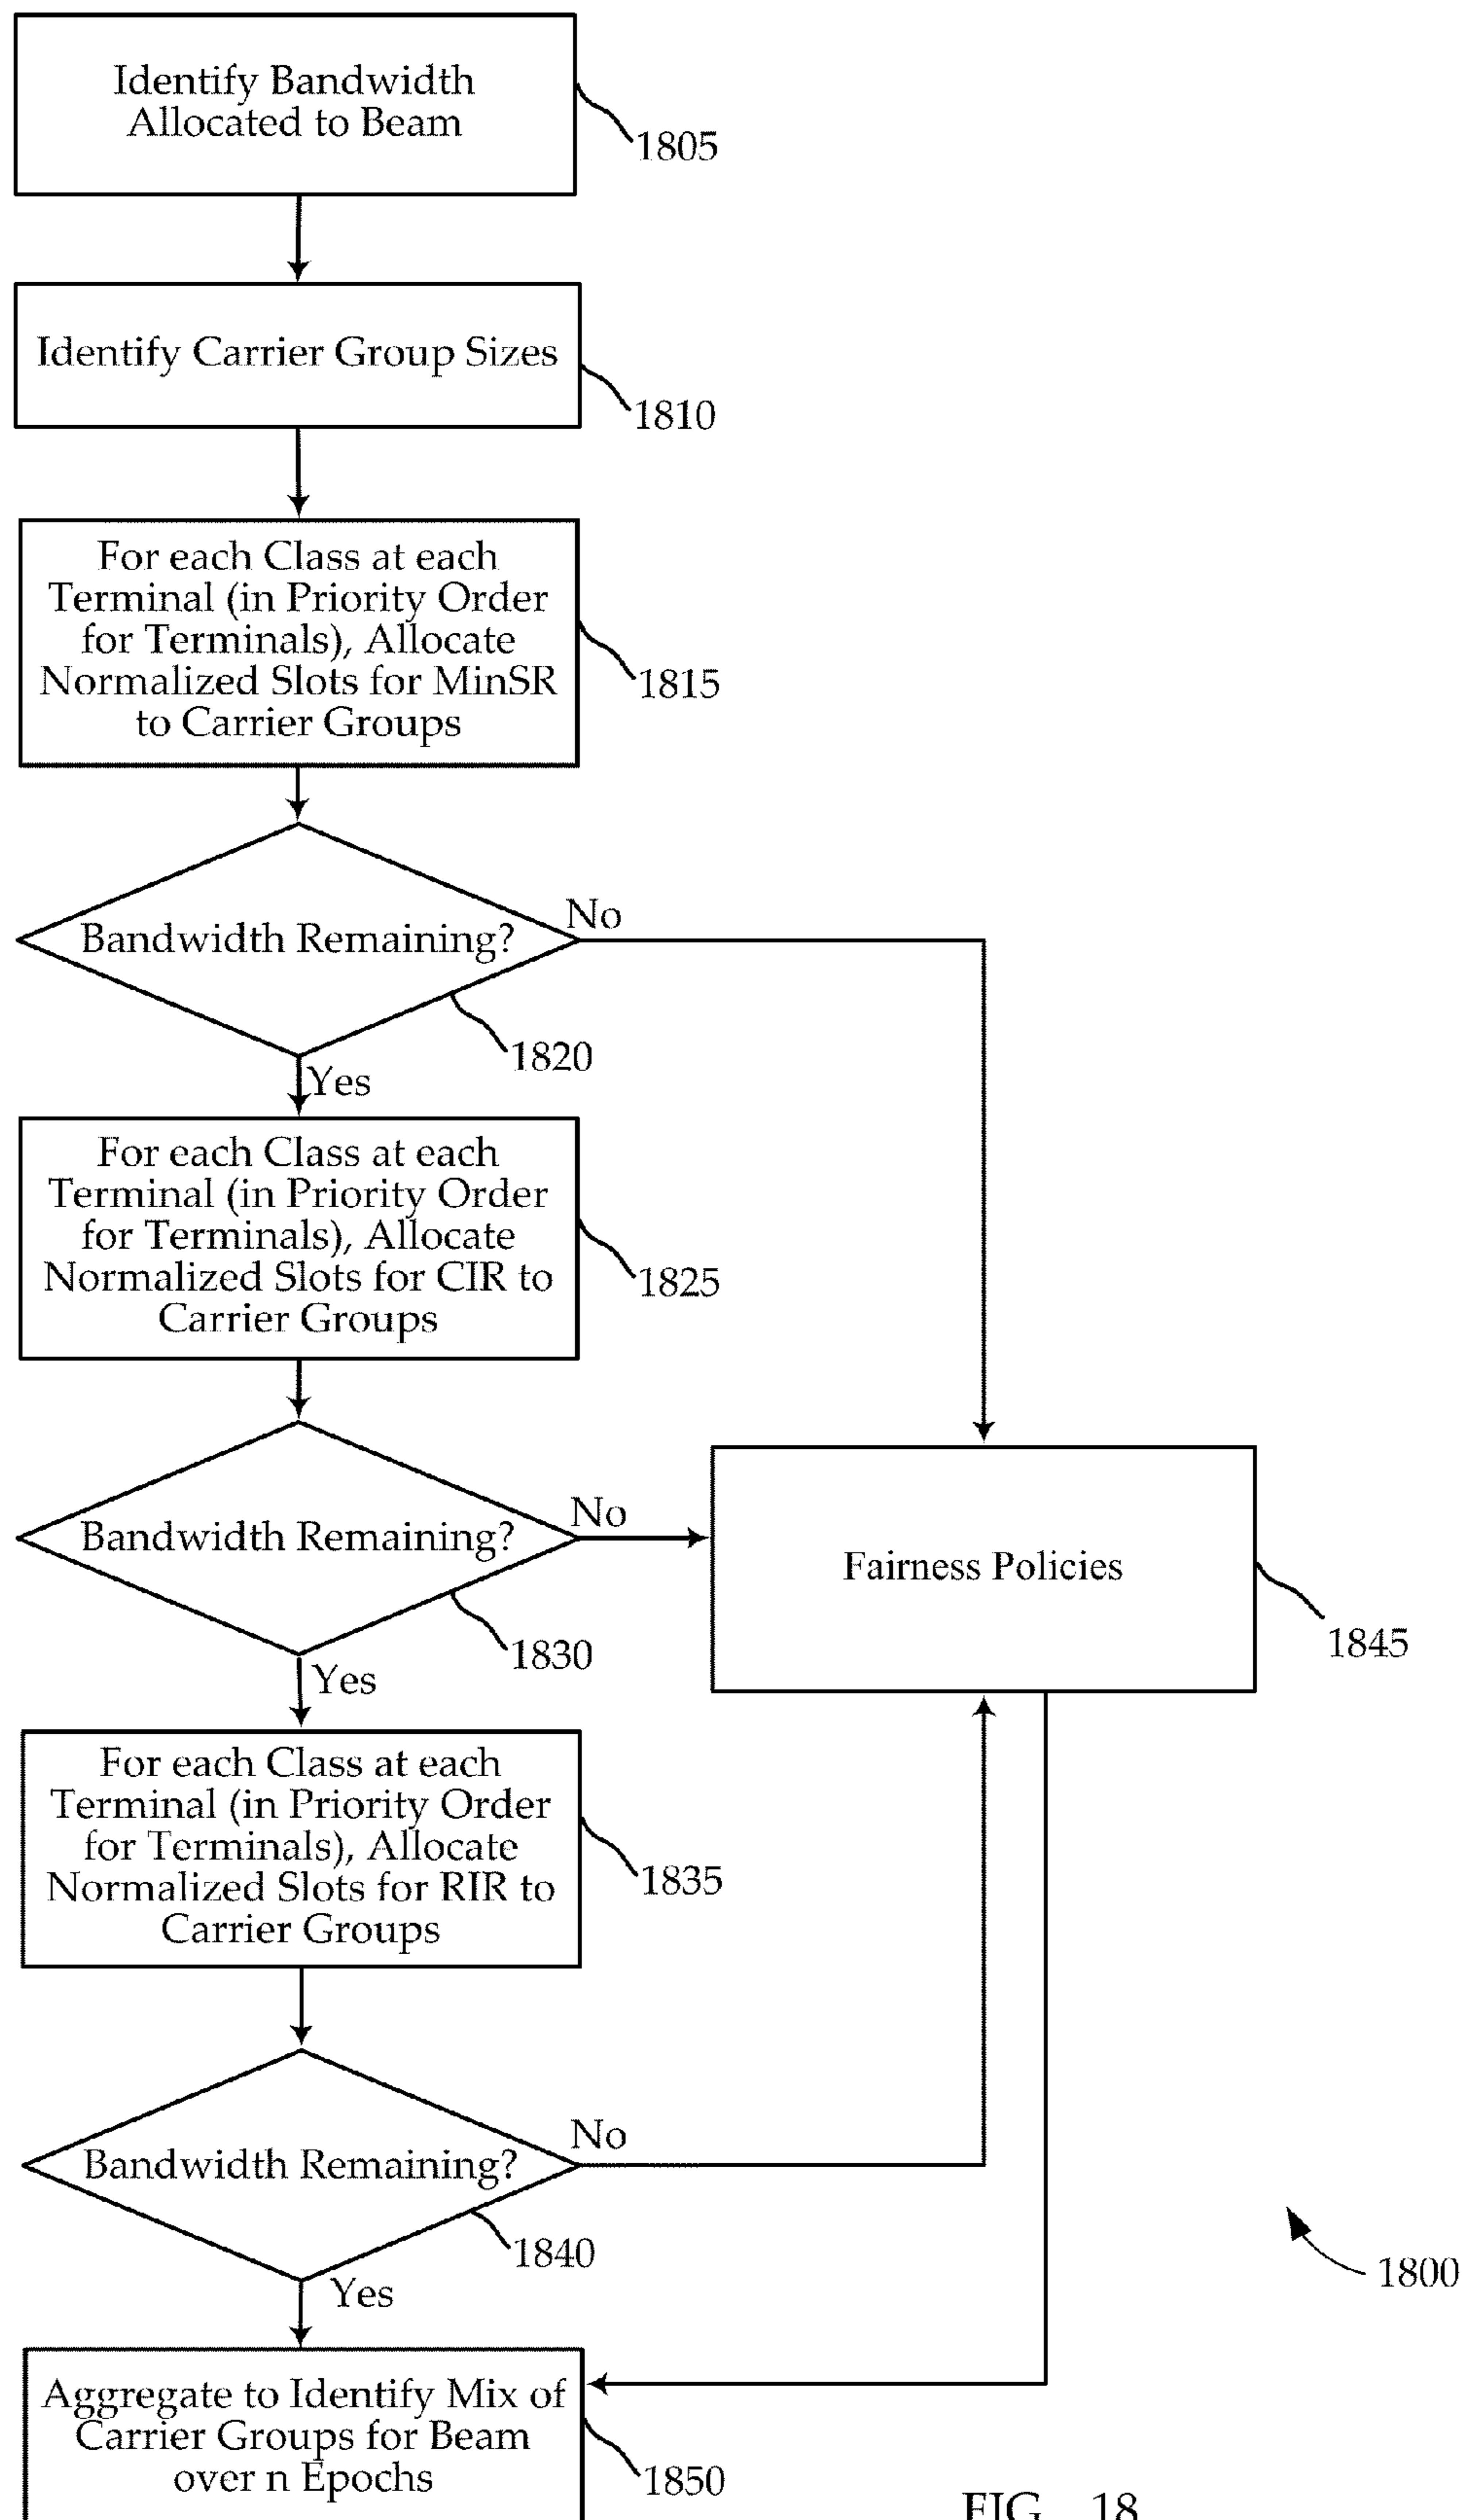 Identify Bandwidth
Allocated to Beam
1805
Identify Carrier Group Sizes
1810
For each Class at each
Terminal (in Priority Order
for Terminals), Allocate
Normalized Slots for MinSR
to Carrier Groups
1815
Bandwidth Remaining?
No
1820
Yes
For each Class at each
Terminal (in Priority Order
for Terminals), Allocate
Normalized Slots for CIR to
Carrier Groups
1825
Bandwidth Remaining?
No
1830
Yes
Fairness Policies
1845
For each Class at each
Terminal (in Priority Order
for Terminals), Allocate
Normalized Slots for RIR to
Carrier Groups
1835
Bandwidth Remaining?
No
1840
Yes
1800
Aggregate to Identify Mix of
Carrier Groups for Beam
over n Epochs
1850
FIG. 18